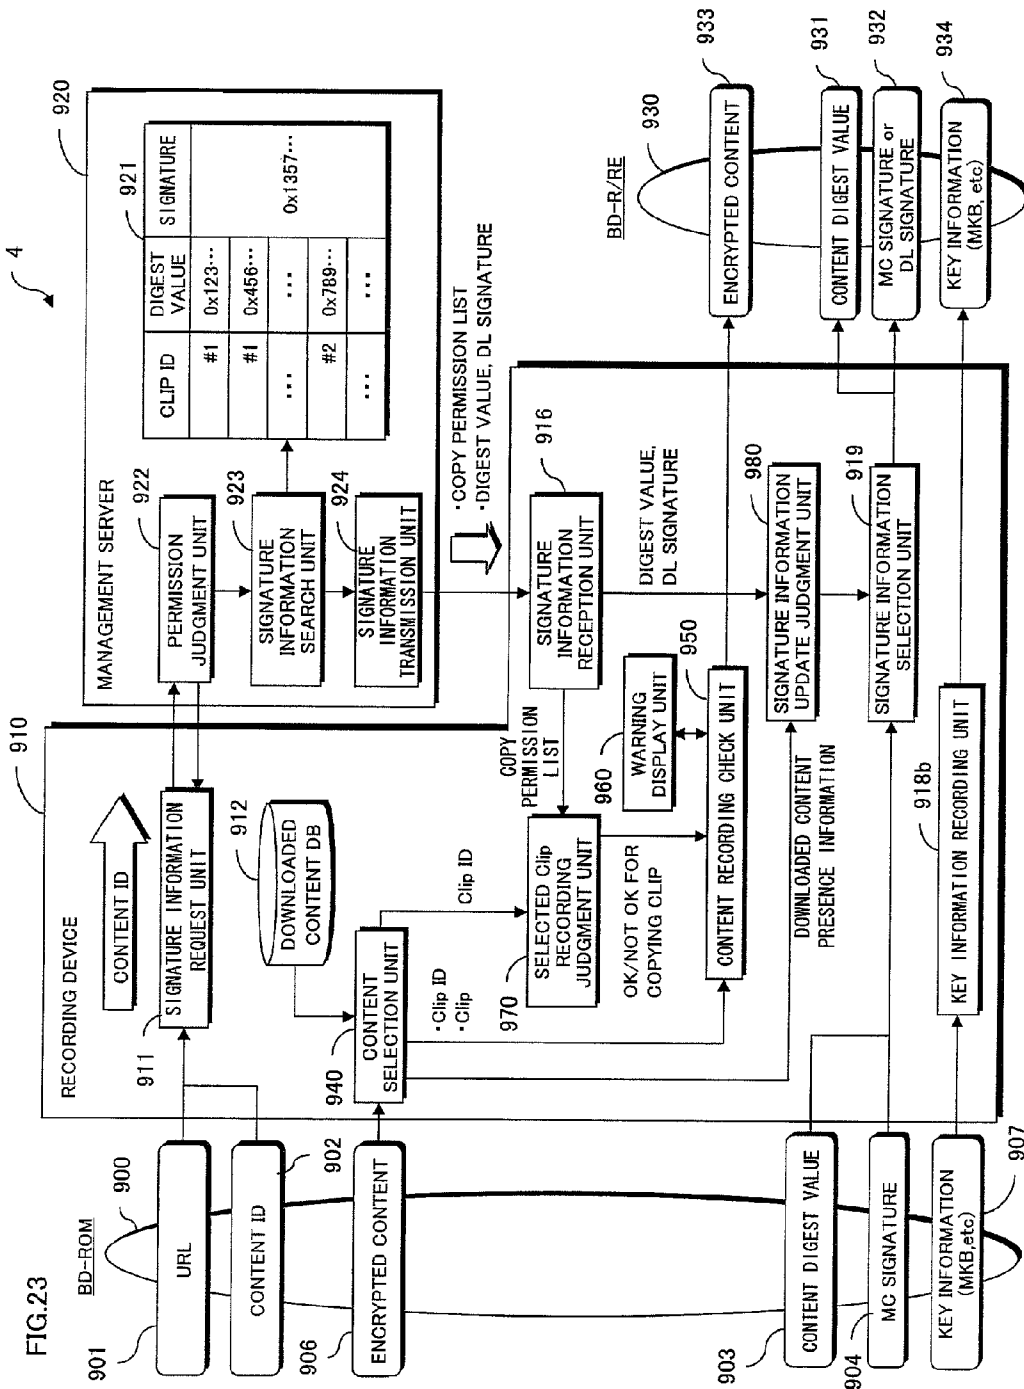 FIG.23
4
BD-ROM
900
901
URL
902
CONTENT ID
906
ENCRYPTED CONTENT
903
CONTENT DIGEST VALUE
904
MC SIGNATURE
907
KEY INFORMATION
(MKB,etc)
RECORDING DEVICE
910
CONTENT ID
911
SIGNATURE INFORMATION
REQUEST UNIT
912
DOWNLOADED
CONTENT DB
940
CONTENT
SELECTION UNIT
Clip ID
・Clip ID
・Clip
970
SELECTED Clip
RECORDING
JUDGMENT UNIT
COPY
PERMISSION
LIST
OK/NOT OK FOR
COPYING CLIP
960
WARNING
DISPLAY UNIT
950
CONTENT RECORDING CHECK UNIT
DOWNLOADED CONTENT
PRESENCE INFORMATION
916
SIGNATURE
INFORMATION
RECEPTION UNIT
DIGEST VALUE,
DL SIGNATURE
980
SIGNATURE INFORMATION
UPDATE JUDGMENT UNIT
919
SIGNATURE INFORMATION
SELECTION UNIT
918b
KEY INFORMATION RECORDING UNIT
MANAGEMENT SERVER
920
922
PERMISSION
JUDGMENT UNIT
923
SIGNATURE
INFORMATION
SEARCH UNIT
924
SIGNATURE
INFORMATION
TRANSMISSION UNIT
921
CLIP ID DIGEST VALUE SIGNATURE
#1 0x123… 0x1357…
#1 0x456…
… …
#2 0x789…
… …
・COPY PERMISSION LIST
・DIGEST VALUE, DL SIGNATURE
BD-R/RE
930
933
ENCRYPTED CONTENT
931
CONTENT DIGEST VALUE
932
MC SIGNATURE or
DL SIGNATURE
934
KEY INFORMATION
(MKB, etc)